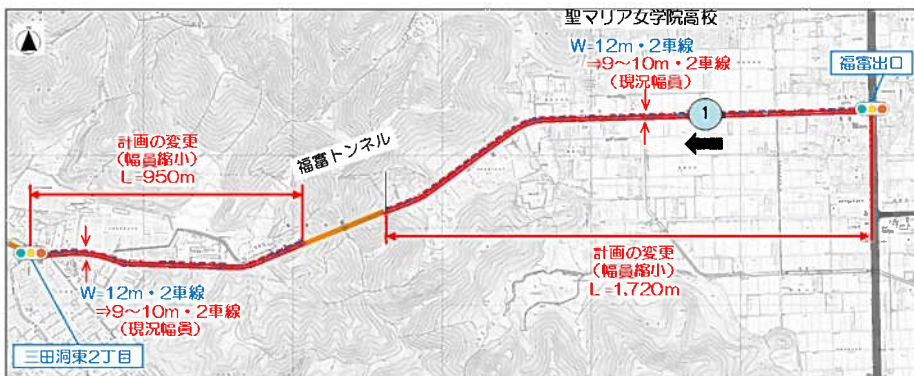 聖マリア女学院高校
W=12m・2車線
⇒9～10m・2車線
(現況幅員)
福富出口
1
計画の変更
(幅員縮小)
L=950m
福富トンネル
計画の変更
(幅員縮小)
L=1,720m
W=12m・2車線
⇒9～10m・2車線
(現況幅員)
三田洞東2丁目